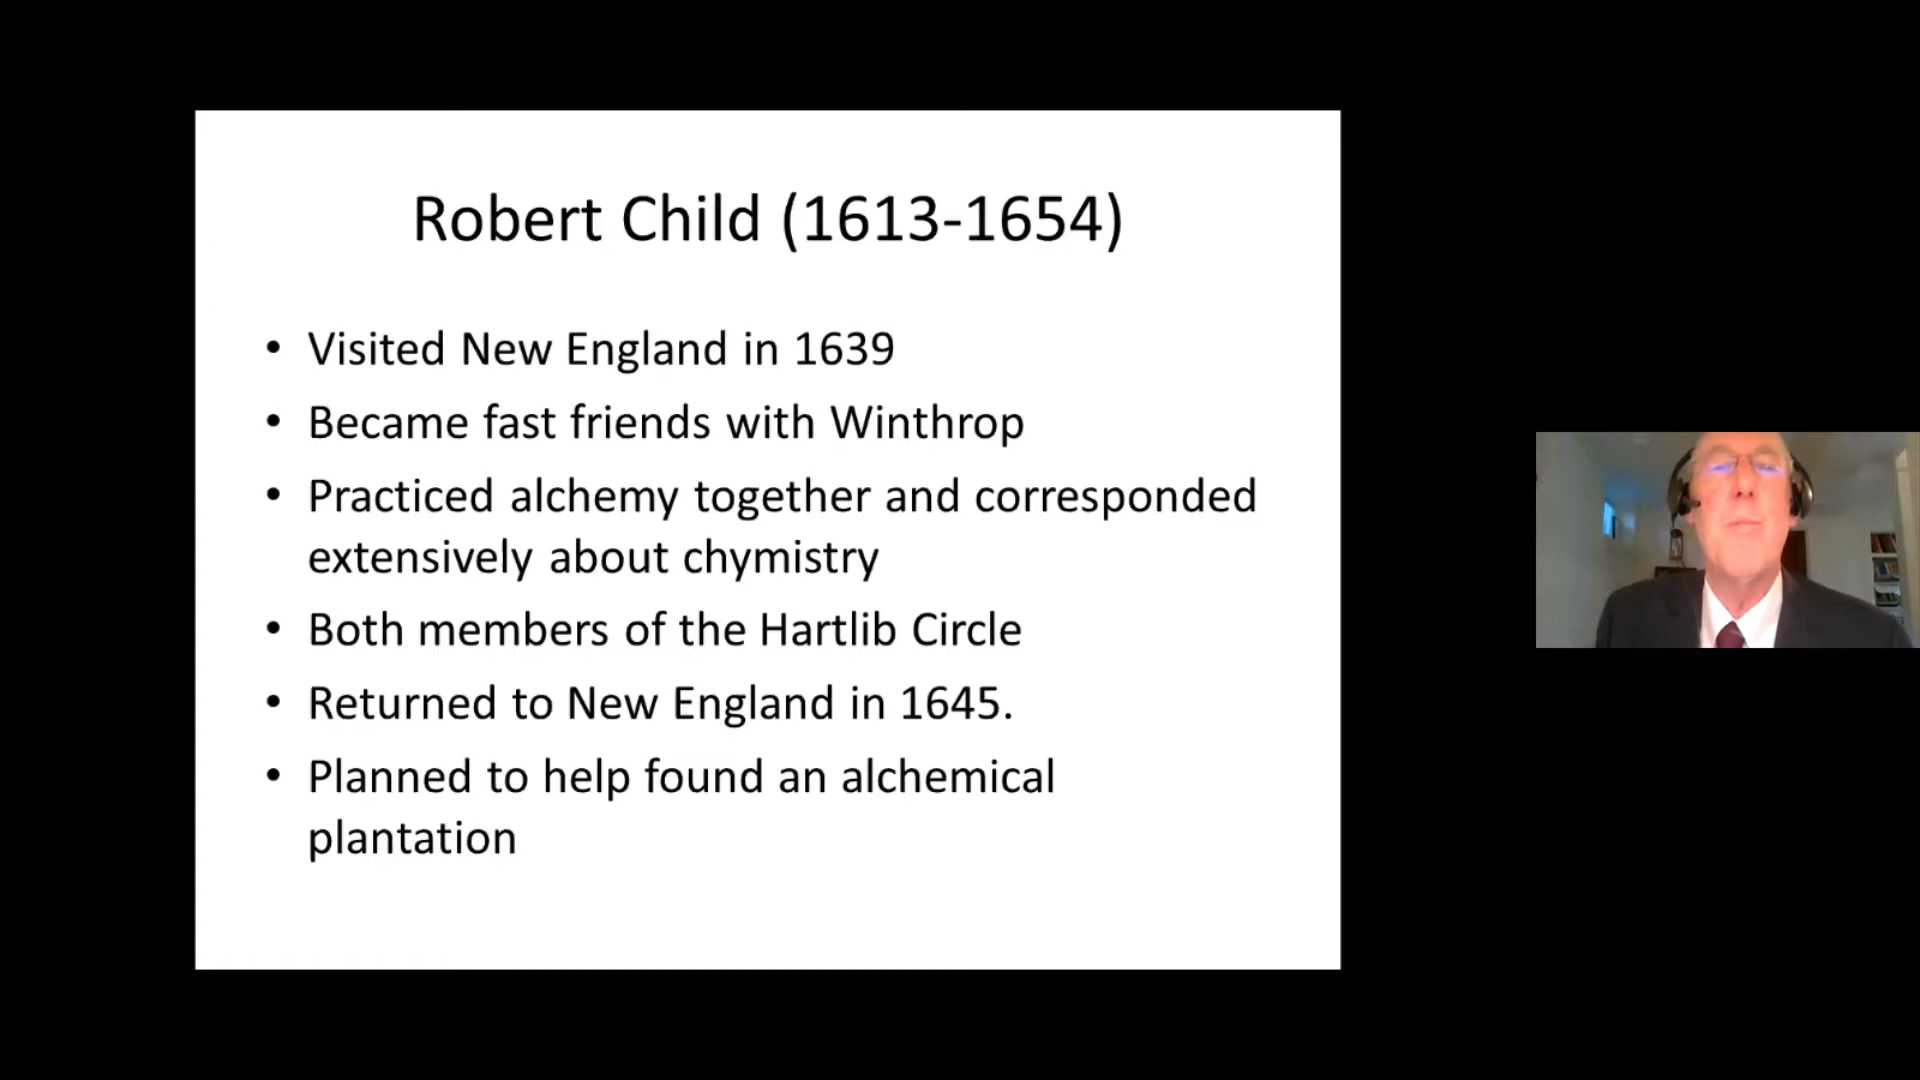 Robert Child (1613-1654)
• Visited New England in 1639
• Became fast friends with Winthrop
• Practiced alchemy together and corresponded
extensively about chymistry
• Both members of the Hartlib Circle
• Returned to New England in 1645.
• Planned to help found an alchemical
plantation